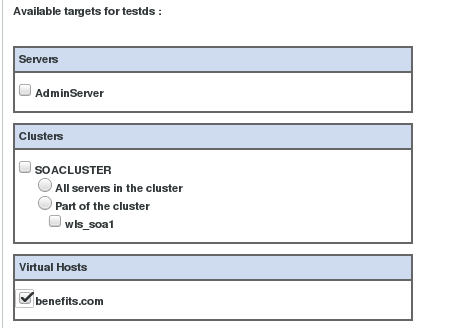 Available targets for testds :
Servers
AdminServer
Clusters
SOACLUSTER
All servers in the cluster
Part of the cluster
wls_soa1
Virtual Hosts
benefits.com